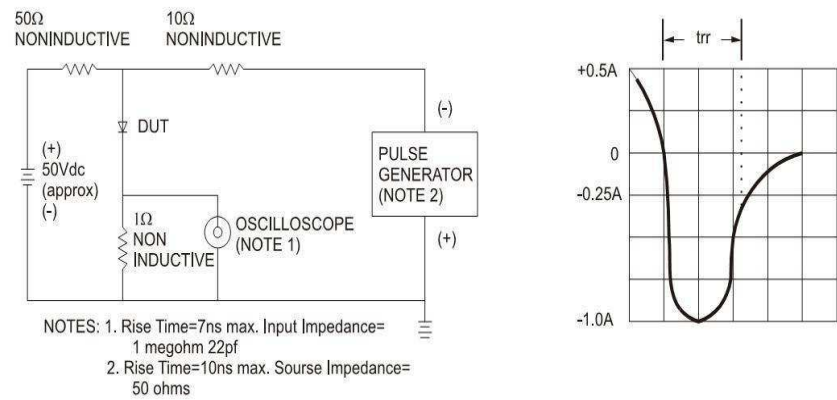 50Ω
NONINDUCTIVE
10Ω
NONINDUCTIVE
DUT
(+)
50Vdc
(approx)
(-)
1Ω
NON
INDUCTIVE
OSCILLOSCOPE
(NOTE 1)
(-)
PULSE
GENERATOR
(NOTE 2)
(+)
NOTES: 1. Rise Time=7ns max. Input Impedance=
1 megohm 22pf
2. Rise Time=10ns max. Sourse Impedance=
50 ohms
trr
+0.5A
0
-0.25A
-1.0A